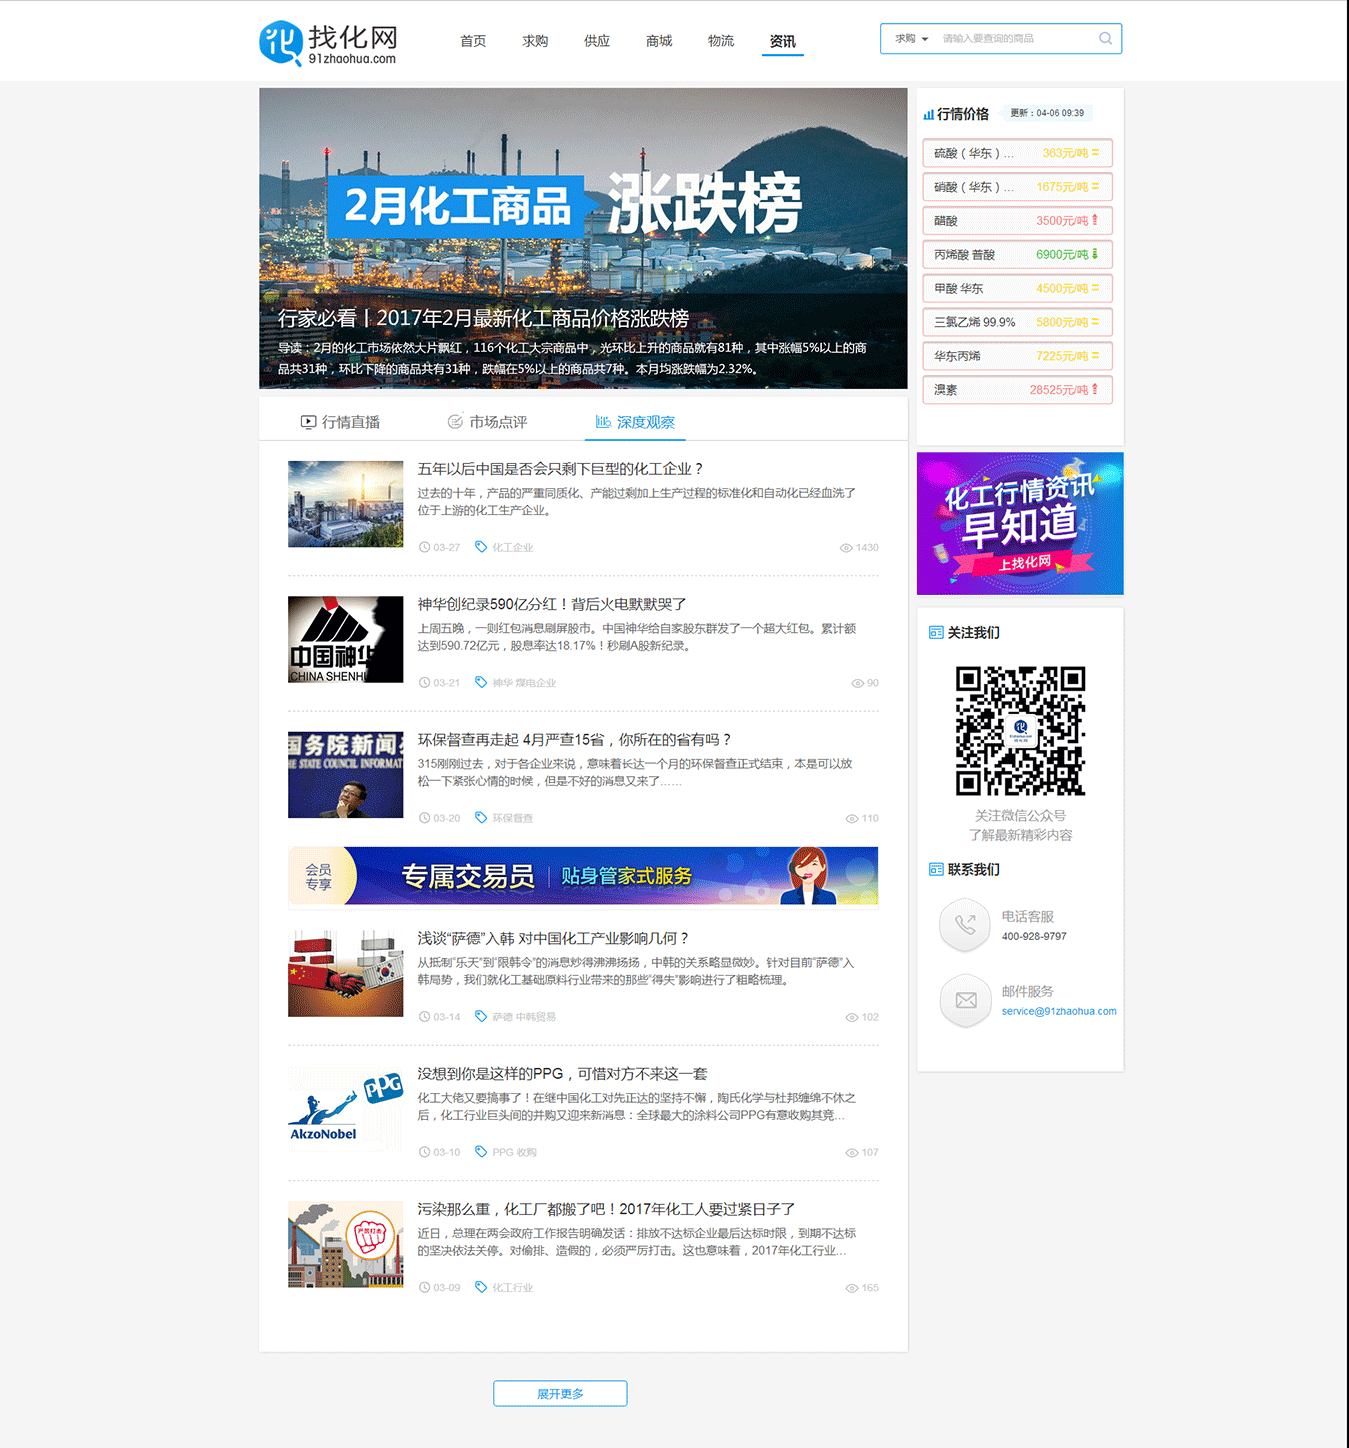 找化网
91zhaohua.com
首页 求购 供应 商城 物流 资讯
求购 请输入要查询的商品
2月化工商品 涨跌榜
行家必看丨2017年2月最新化工商品价格涨跌榜
导读：2月的化工市场依然大片飘红，116个化工大宗商品中，光环比上升的商品就有81种，其中涨幅5%以上的商
品共31种，环比下降的商品共有31种，跌幅在5%以上的商品共7种。本月均涨跌幅为2.32%。
行情价格 更新：04-06 09:39
硫酸（华东）... 363元/吨 =
硝酸（华东）... 1675元/吨 =
醋酸 3500元/吨
丙烯酸 普酸 6900元/吨
甲酸 华东 4500元/吨 =
三氯乙烯 99.9% 5800元/吨 =
华东丙烯 7225元/吨 =
溴素 28525元/吨
行情直播 市场点评 深度观察
五年以后中国是否会只剩下巨型的化工企业？
过去的十年，产品的严重同质化、产能过剩加上生产过程的标准化和自动化已经血洗了
位于上游的化工生产企业。
03-27 化工企业 1430
中国神华
CHINA SHENHU
神华创纪录590亿分红！背后火电默默哭了
上周五晚，一则红包消息刷屏股市。中国神华给自家股东群发了一个超大红包。累计额
达到590.72亿元，股息率达18.17%！秒刷A股新纪录。
03-21 神华 煤电企业 90
国务院新闻
HE STATE COUNCIL INFORMAT
环保督查再走起 4月严查15省，你所在的省有吗？
315刚刚过去，对于各企业来说，意味着长达一个月的环保督查正式结束，本是可以放
松一下紧张心情的时候，但是不好的消息又来了……
03-20 环保督查 110
会员
专享
专属交易员 | 贴身管家式服务
浅谈“萨德”入韩 对中国化工产业影响几何？
从抵制“乐天”到“限韩令”的消息炒得沸沸扬扬，中韩的关系略显微妙。针对目前“萨德”入
韩局势，我们就化工基础原料行业带来的那些“得失”影响进行了粗略梳理。
03-14 萨德 中韩贸易 102
PPG
AkzoNobel
没想到你是这样的PPG，可惜对方不来这一套
化工大佬又要搞事了！在继中国化工对先正达的坚持不懈，陶氏化学与杜邦缠绵不休之
后，化工行业巨头间的并购又迎来新消息：全球最大的涂料公司PPG有意收购其竞...
03-10 PPG 收购 107
严厉打击
污染那么重，化工厂都搬了吧！2017年化工人要过紧日子了
近日，总理在两会政府工作报告明确发话：排放不达标企业最后达标时限，到期不达标
的坚决依法关停。对偷排、造假的，必须严厉打击。这也意味着，2017年化工行业...
03-09 化工行业 165
展开更多
化工行情资讯
早知道
上找化网
关注我们
关注微信公众号
了解最新精彩内容
联系我们
电话客服
400-928-9797
邮件服务
service@91zhaohua.com